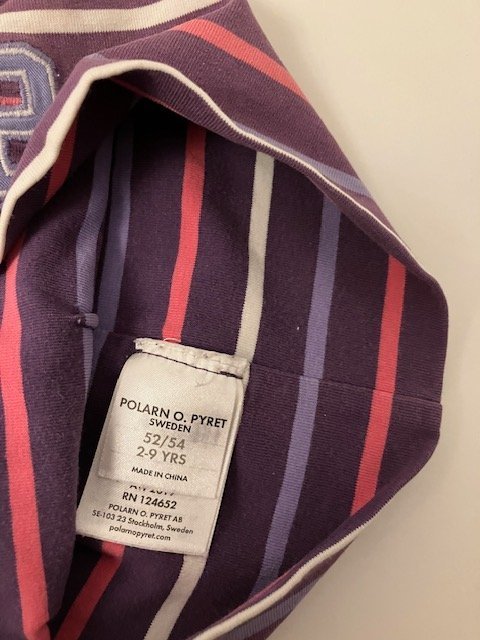 POLARN O. PYRET
SWEDEN
52/54
2-9 YRS
MADE IN CHINA
RN 124652
POLARN O. PYRET AB
SE-103 23 Stockholm, Sweden
polarnopyret.com